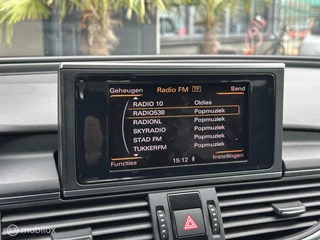 Geheugen Radio FM TP Band
RADIO 10 Oldies
RADIO538 Popmuziek
RADIONL Popmuziek
SKYRADIO Popmuziek
STAD FM Popmuziek
TUKKERFM Popmuziek
Functies 15:12 Instellingen
mobilox